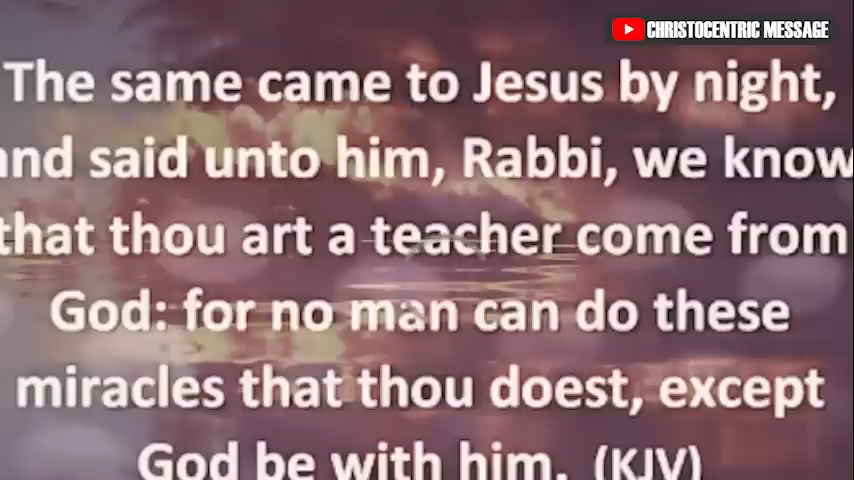 CHRISTOCENTRIC MESSAGE
The same came to Jesus by night,
and said unto him, Rabbi, we know
that thou art a teacher come from
God: for no man can do these
miracles that thou doest, except
God be with him. (KJV)